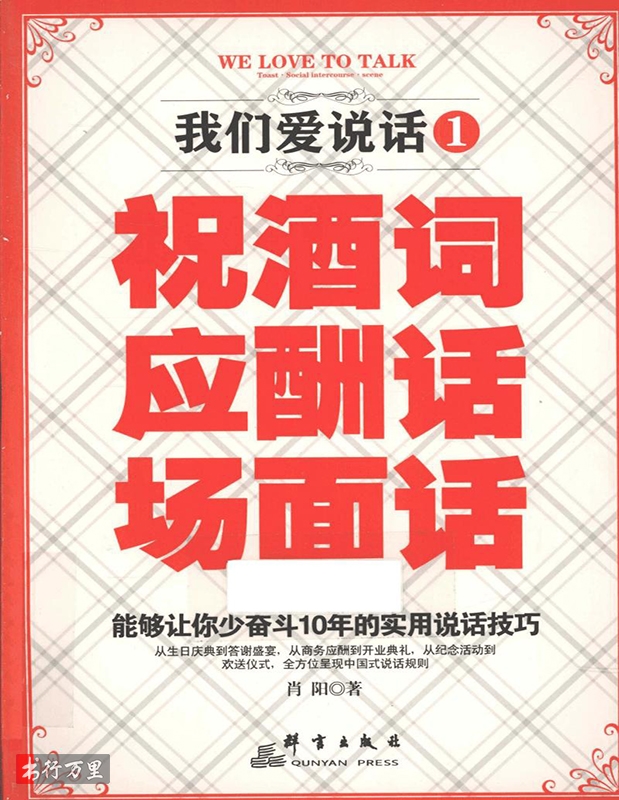 WE LOVE TO TALK
Toast · Social intercourse · scene
我们爱说话1
祝酒词
应酬话
场面话
能够让你少奋斗10年的实用说话技巧
从生日庆典到答谢盛宴，从商务应酬到开业典礼，从纪念活动到
欢送仪式，全方位呈现中国式说话规则
肖 阳◎著
群言出版社
QUNYAN PRESS
书行万里